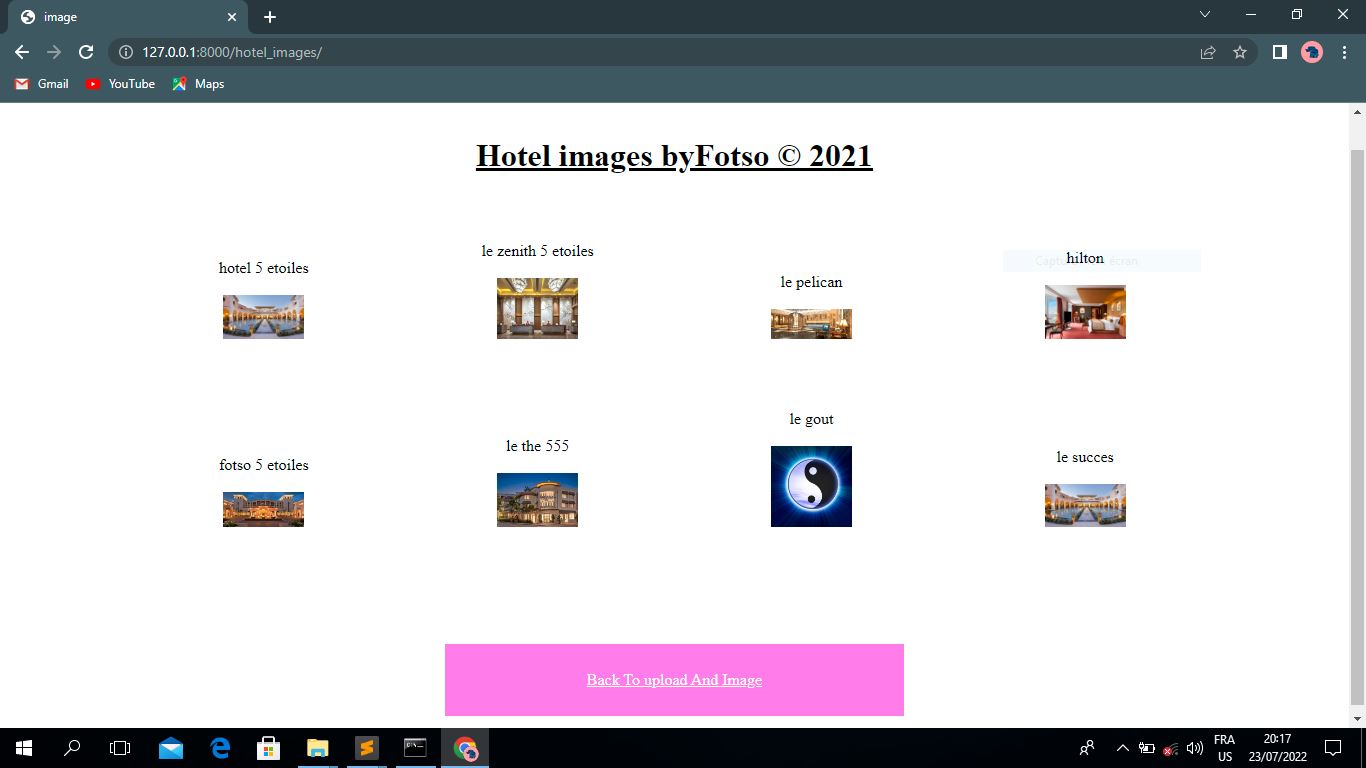 image
127.0.0.1:8000/hotel_images/
Gmail YouTube Maps
Hotel images byFotso © 2021
hotel 5 etoiles
le zenith 5 etoiles
le pelican
hilton
fotso 5 etoiles
le the 555
le gout
le succes
Back To upload And Image
FRA
US
20:17
23/07/2022